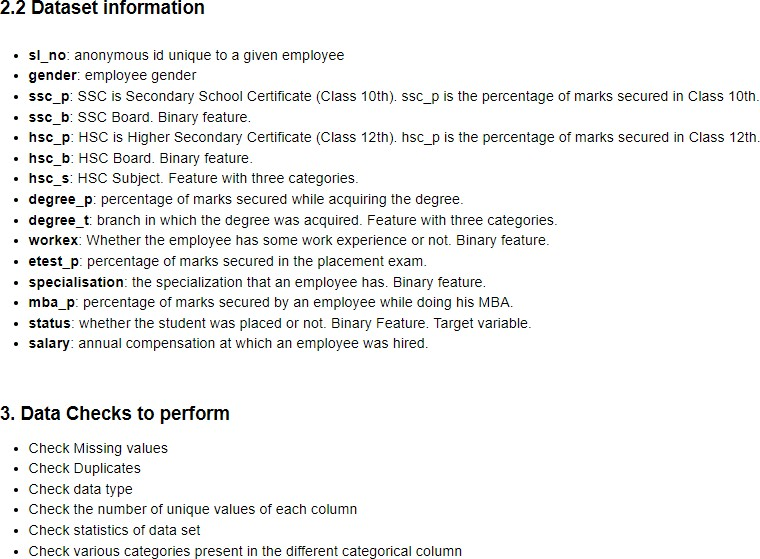 2.2 Dataset information
• sl_no: anonymous id unique to a given employee
• gender: employee gender
• ssc_p: SSC is Secondary School Certificate (Class 10th). ssc_p is the percentage of marks secured in Class 10th.
• ssc_b: SSC Board. Binary feature.
• hsc_p: HSC is Higher Secondary Certificate (Class 12th). hsc_p is the percentage of marks secured in Class 12th.
• hsc_b: HSC Board. Binary feature.
• hsc_s: HSC Subject. Feature with three categories.
• degree_p: percentage of marks secured while acquiring the degree.
• degree_t: branch in which the degree was acquired. Feature with three categories.
• workex: Whether the employee has some work experience or not. Binary feature.
• etest_p: percentage of marks secured in the placement exam.
• specialisation: the specialization that an employee has. Binary feature.
• mba_p: percentage of marks secured by an employee while doing his MBA.
• status: whether the student was placed or not. Binary Feature. Target variable.
• salary: annual compensation at which an employee was hired.
3. Data Checks to perform
• Check Missing values
• Check Duplicates
• Check data type
• Check the number of unique values of each column
• Check statistics of data set
• Check various categories present in the different categorical column